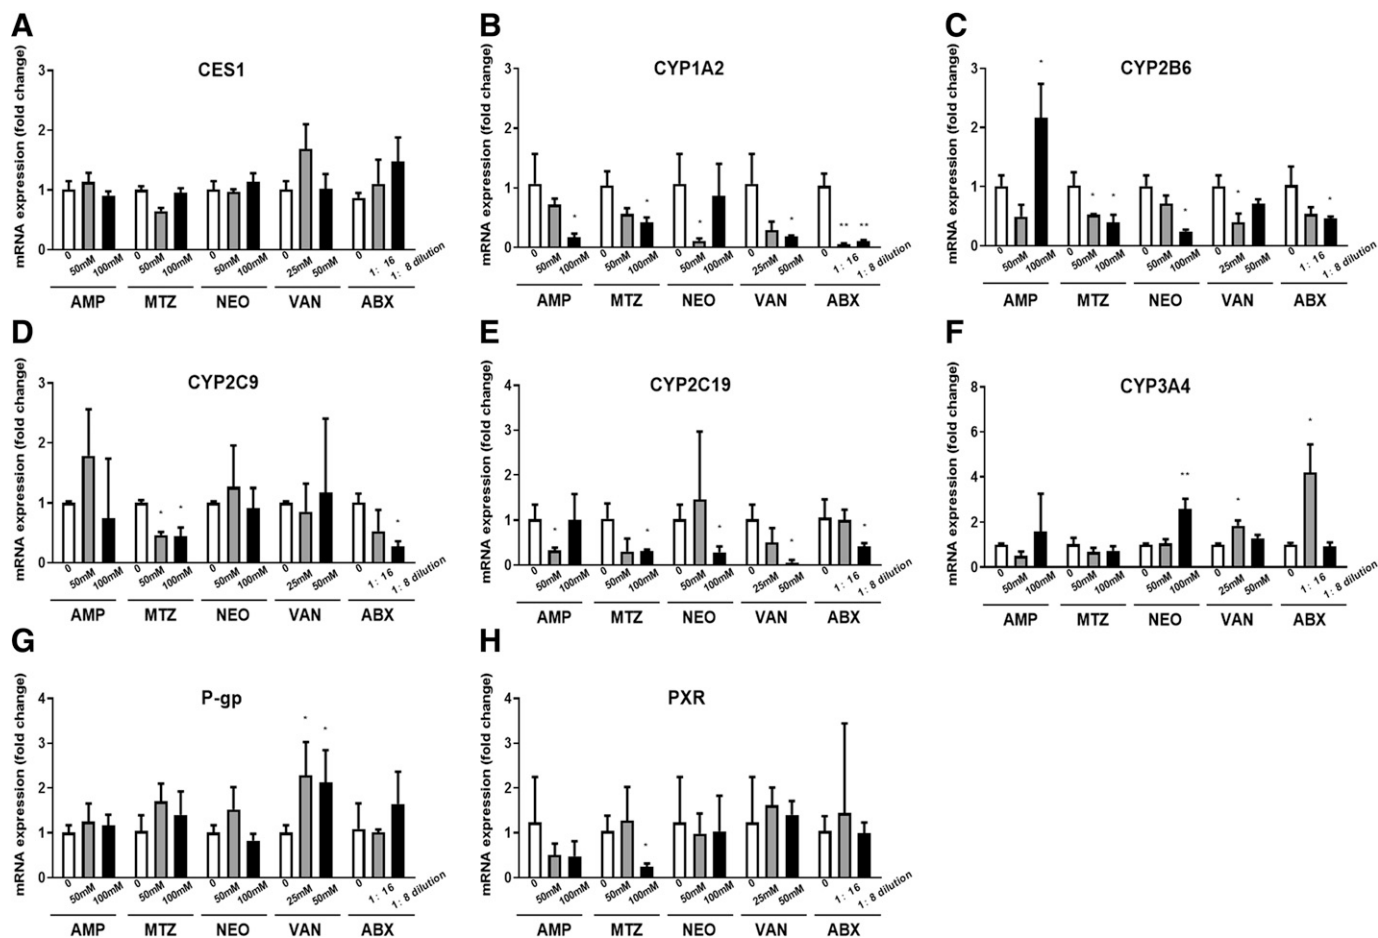 A
CES1
mRNA expression (fold change)
3
2
1
0
0 50mM 100mM 0 50mM 100mM 0 50mM 100mM 0 25mM 50mM 0 1: 16 1: 8 dilution
AMP MTZ NEO VAN ABX
B
CYP1A2
mRNA expression (fold change)
3
2
1
0
* * * * ** **
0 50mM 100mM 0 50mM 100mM 0 50mM 100mM 0 25mM 50mM 0 1: 16 1: 8 dilution
AMP MTZ NEO VAN ABX
C
CYP2B6
mRNA expression (fold change)
3
2
1
0
* * * * * *
0 50mM 100mM 0 50mM 100mM 0 50mM 100mM 0 25mM 50mM 0 1: 16 1: 8 dilution
AMP MTZ NEO VAN ABX
D
CYP2C9
mRNA expression (fold change)
3
2
1
0
* * *
0 50mM 100mM 0 50mM 100mM 0 50mM 100mM 0 25mM 50mM 0 1: 16 1: 8 dilution
AMP MTZ NEO VAN ABX
E
CYP2C19
mRNA expression (fold change)
4
3
2
1
0
* * * * *
0 50mM 100mM 0 50mM 100mM 0 50mM 100mM 0 25mM 50mM 0 1: 16 1: 8 dilution
AMP MTZ NEO VAN ABX
F
CYP3A4
mRNA expression (fold change)
8
6
4
2
0
** * *
0 50mM 100mM 0 50mM 100mM 0 50mM 100mM 0 25mM 50mM 0 1: 16 1: 8 dilution
AMP MTZ NEO VAN ABX
G
P-gp
mRNA expression (fold change)
4
3
2
1
0
* *
0 50mM 100mM 0 50mM 100mM 0 50mM 100mM 0 25mM 50mM 0 1: 16 1: 8 dilution
AMP MTZ NEO VAN ABX
H
PXR
mRNA expression (fold change)
4
3
2
1
0
*
0 50mM 100mM 0 50mM 100mM 0 50mM 100mM 0 25mM 50mM 0 1: 16 1: 8 dilution
AMP MTZ NEO VAN ABX